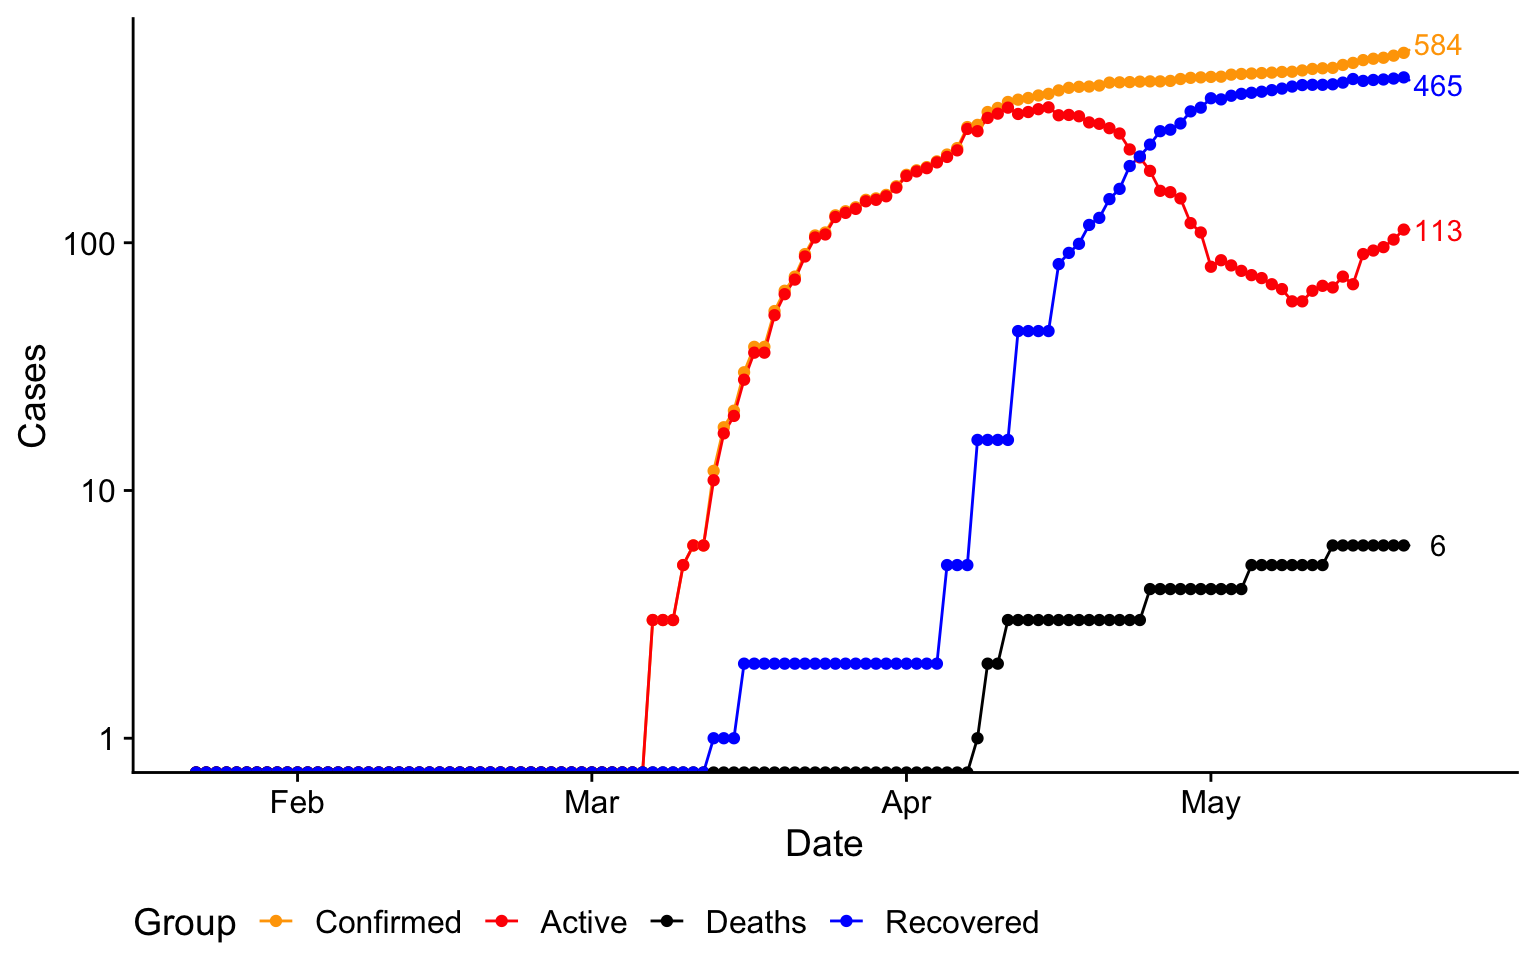 584
465
113
6
100
10
1
Cases
Feb Mar Apr May
Date
Group Confirmed Active Deaths Recovered